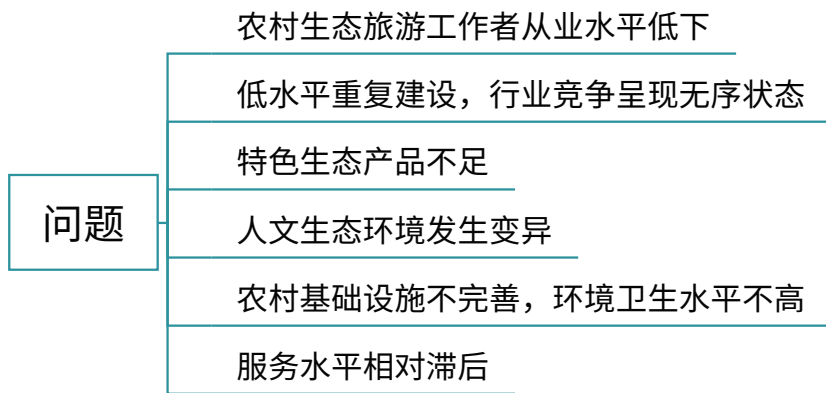 问题
农村生态旅游工作者从业水平低下
低水平重复建设，行业竞争呈现无序状态
特色生态产品不足
人文生态环境发生变异
农村基础设施不完善，环境卫生水平不高
服务水平相对滞后